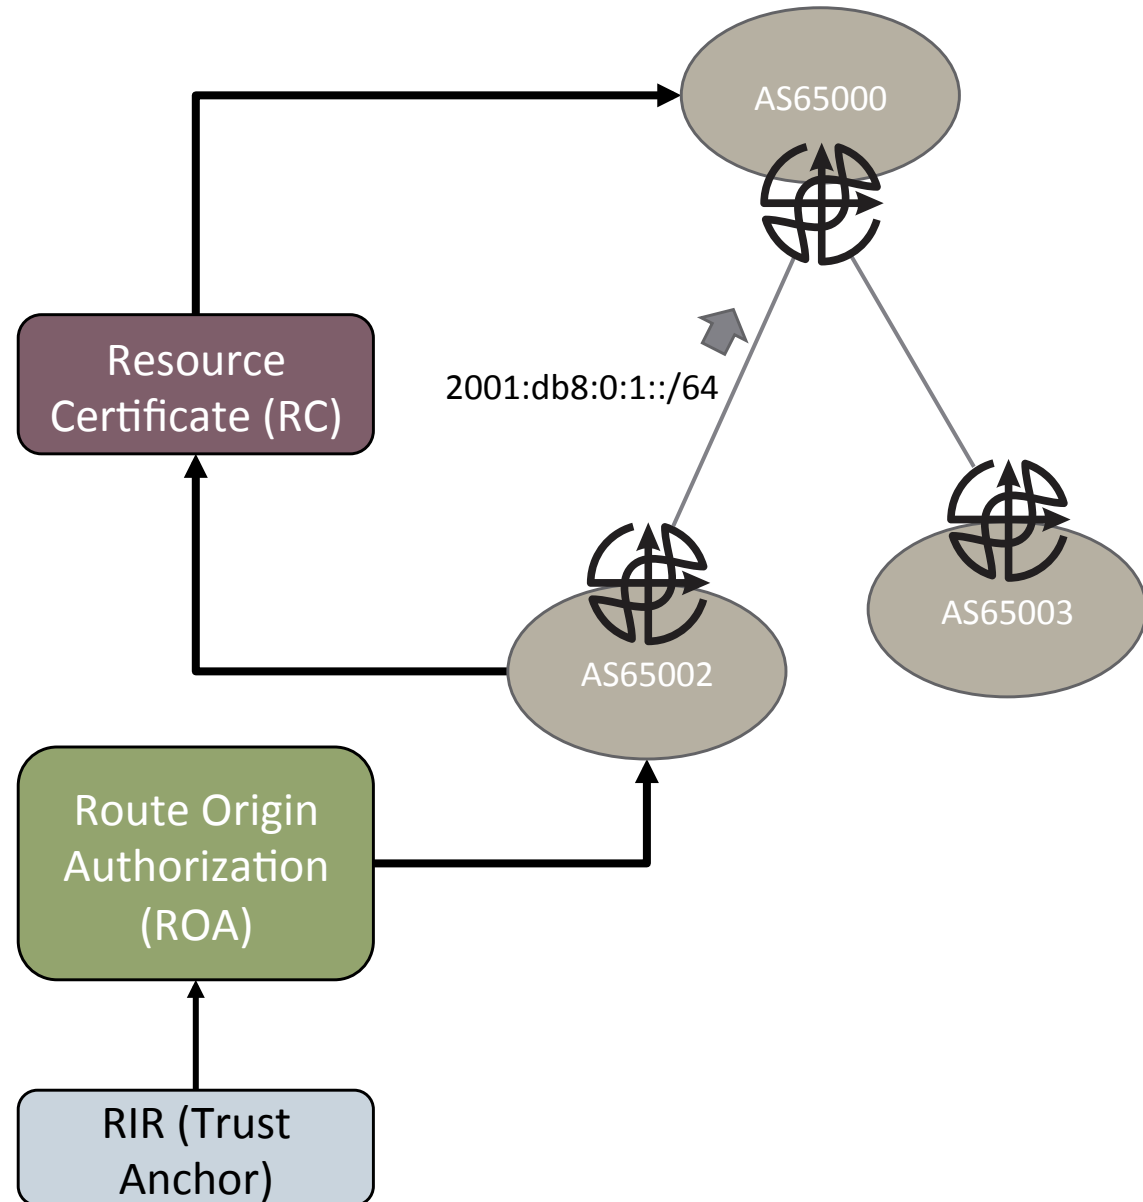 AS65000
Resource
Certificate (RC)
2001:db8:0:1::/64
AS65003
AS65002
Route Origin
Authorization
(ROA)
RIR (Trust
Anchor)